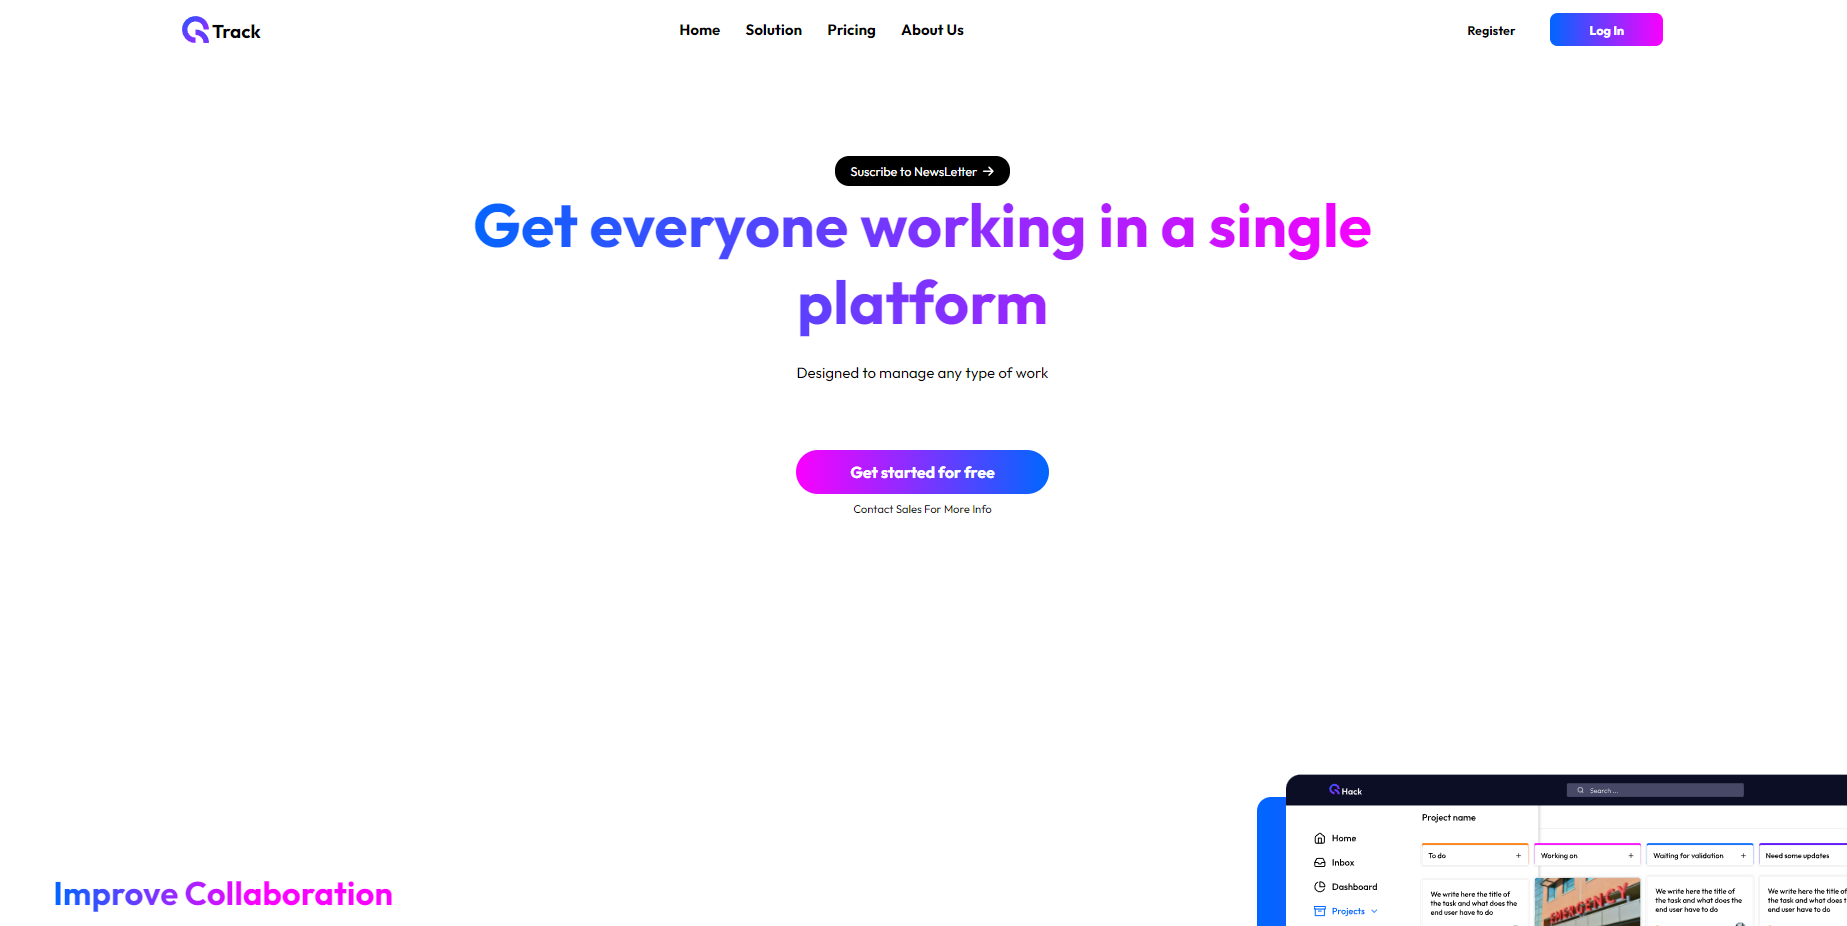 Track
Home Solution Pricing About Us
Register
Log In
Suscribe to NewsLetter
Get everyone working in a single
platform
Designed to manage any type of work
Get started for free
Contact Sales For More Info
Improve Collaboration
Hack
Search ...
Project name
Home
Inbox
Dashboard
Projects
To do +
Working on +
Waiting for validation +
Need some updates
We write here the title of
the task and what does the
end user have to do
EMERGENCY
We write here the title of
the task and what does the
end user have to do
We write here the title of
the task and what does
end user have to do